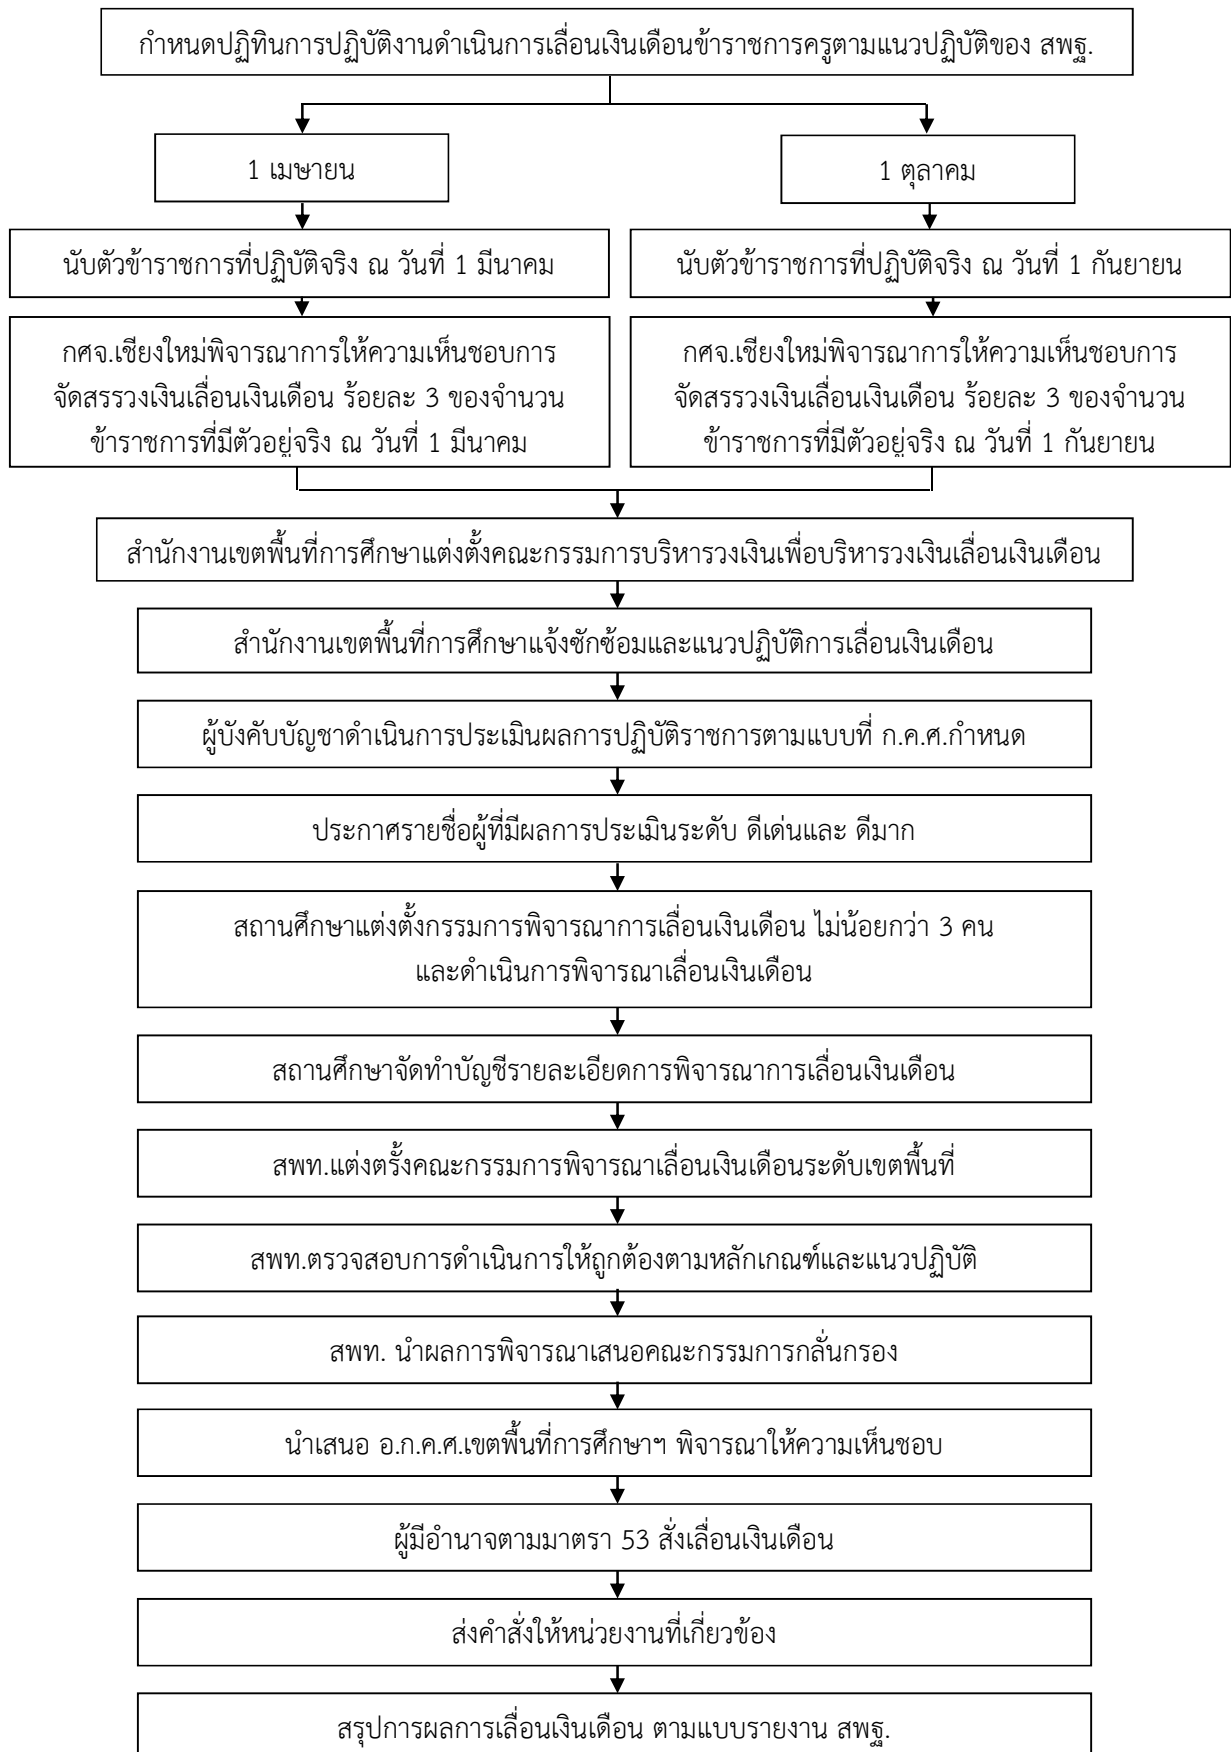 กำหนดปฏิทินการปฏิบัติงานดำเนินการเลื่อนเงินเดือนข้าราชการครูตามแนวปฏิบัติของ สพฐ.
1 เมษายน
1 ตุลาคม
นับตัวข้าราชการที่ปฏิบัติจริง ณ วันที่ 1 มีนาคม
นับตัวข้าราชการที่ปฏิบัติจริง ณ วันที่ 1 กันยายน
กศจ.เชียงใหม่พิจารณาการให้ความเห็นชอบการ
จัดสรรวงเงินเลื่อนเงินเดือน ร้อยละ 3 ของจำนวน
ข้าราชการที่มีตัวอยู่จริง ณ วันที่ 1 มีนาคม
กศจ.เชียงใหม่พิจารณาการให้ความเห็นชอบการ
จัดสรรวงเงินเลื่อนเงินเดือน ร้อยละ 3 ของจำนวน
ข้าราชการที่มีตัวอยู่จริง ณ วันที่ 1 กันยายน
สำนักงานเขตพื้นที่การศึกษาแต่งตั้งคณะกรรมการบริหารวงเงินเพื่อบริหารวงเงินเลื่อนเงินเดือน
สำนักงานเขตพื้นที่การศึกษาแจ้งซักซ้อมและแนวปฏิบัติการเลื่อนเงินเดือน
ผู้บังคับบัญชาดำเนินการประเมินผลการปฏิบัติราชการตามแบบที่ ก.ค.ศ.กำหนด
ประกาศรายชื่อผู้ที่มีผลการประเมินระดับ ดีเด่นและ ดีมาก
สถานศึกษาแต่งตั้งกรรมการพิจารณาการเลื่อนเงินเดือน ไม่น้อยกว่า 3 คน
และดำเนินการพิจารณาเลื่อนเงินเดือน
สถานศึกษาจัดทำบัญชีรายละเอียดการพิจารณาการเลื่อนเงินเดือน
สพท.แต่งตรั้งคณะกรรมการพิจารณาเลื่อนเงินเดือนระดับเขตพื้นที่
สพท.ตรวจสอบการดำเนินการให้ถูกต้องตามหลักเกณฑ์และแนวปฏิบัติ
สพท. นำผลการพิจารณาเสนอคณะกรรมการกลั่นกรอง
นำเสนอ อ.ก.ค.ศ.เขตพื้นที่การศึกษาฯ พิจารณาให้ความเห็นชอบ
ผู้มีอำนาจตามมาตรา 53 สั่งเลื่อนเงินเดือน
ส่งคำสั่งให้หน่วยงานที่เกี่ยวข้อง
สรุปการผลการเลื่อนเงินเดือน ตามแบบรายงาน สพฐ.